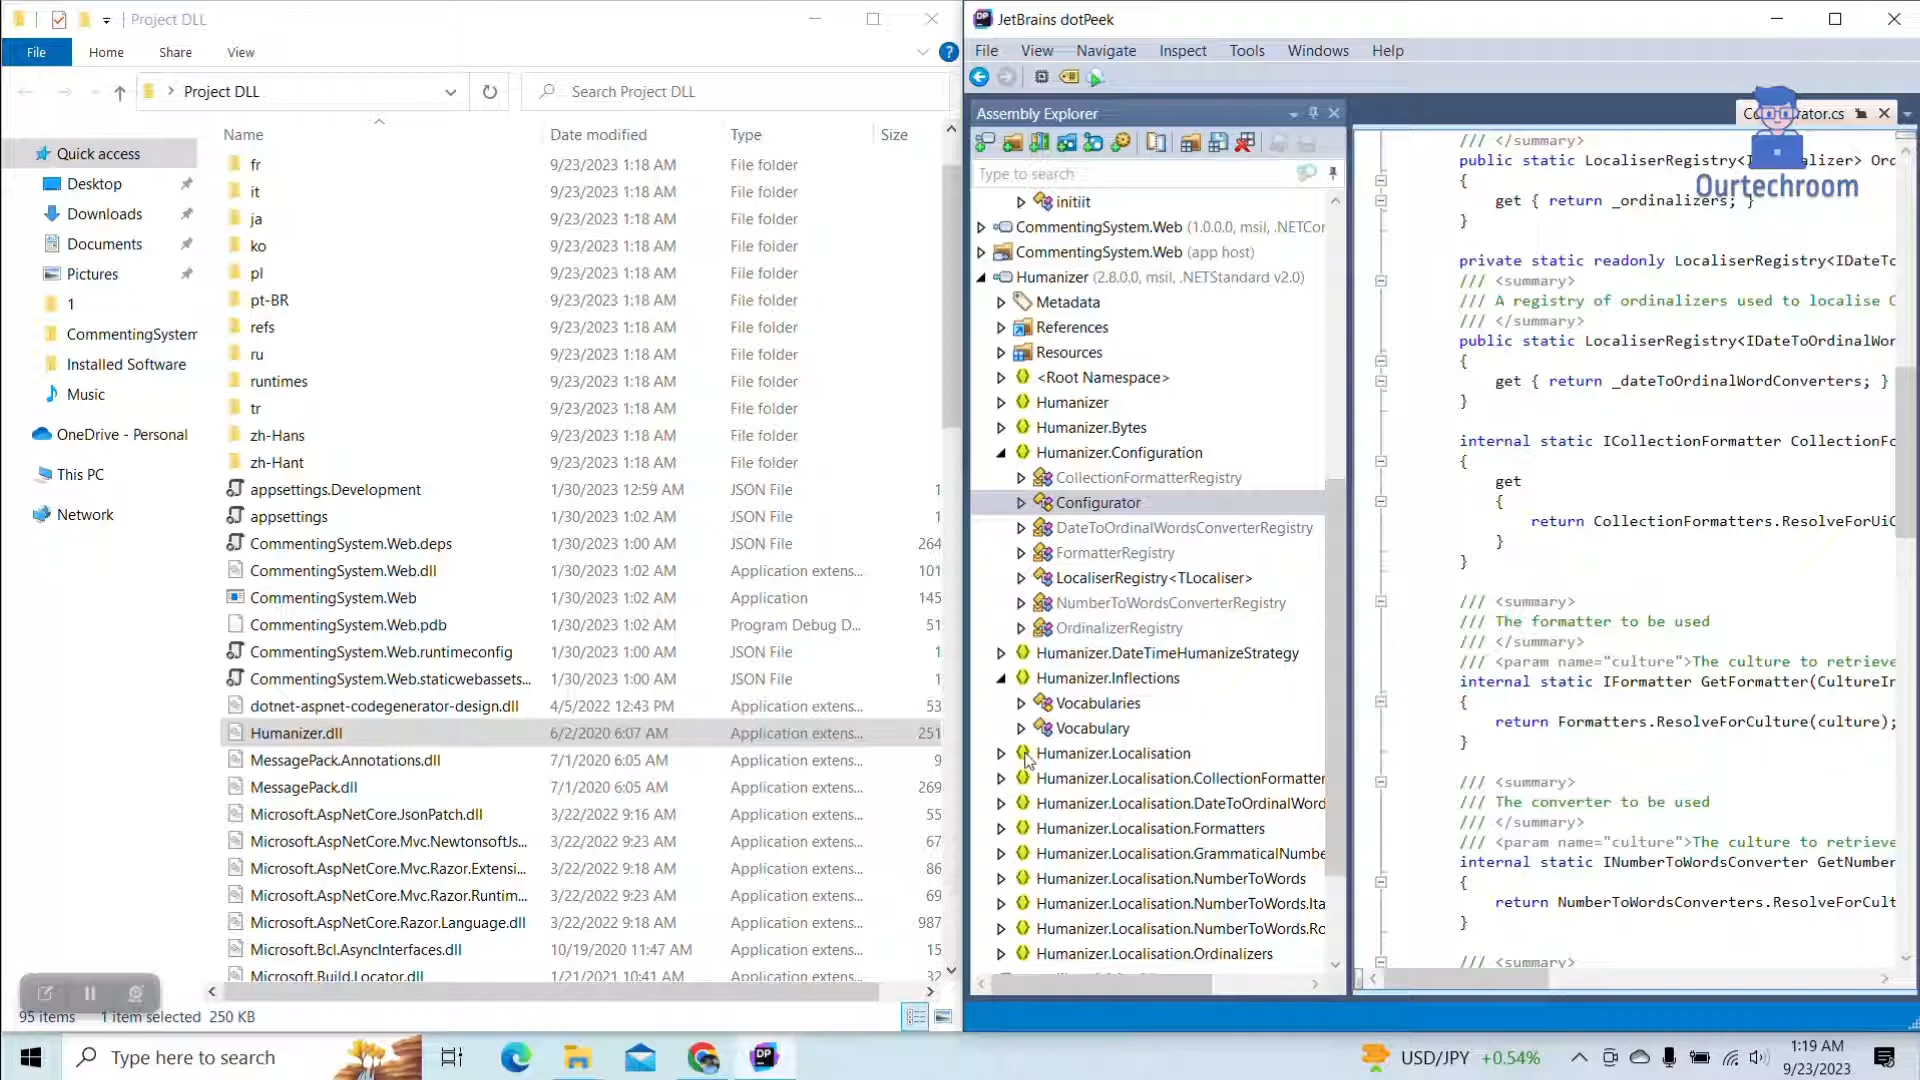 Project DLL
File
Home
Share
View
Project DLL
Search Project DLL
Name
Date modified
Type
Size
Quick access
Desktop
Downloads
Documents
Pictures
1
CommentingSystem
Installed Software
Music
OneDrive - Personal
This PC
Network
fr 9/23/2023 1:18 AM File folder
it 9/23/2023 1:18 AM File folder
ja 9/23/2023 1:18 AM File folder
ko 9/23/2023 1:18 AM File folder
pl 9/23/2023 1:18 AM File folder
pt-BR 9/23/2023 1:18 AM File folder
refs 9/23/2023 1:18 AM File folder
ru 9/23/2023 1:18 AM File folder
runtimes 9/23/2023 1:18 AM File folder
tr 9/23/2023 1:18 AM File folder
zh-Hans 9/23/2023 1:18 AM File folder
zh-Hant 9/23/2023 1:18 AM File folder
appsettings.Development 1/30/2023 12:59 AM JSON File 1
appsettings 1/30/2023 1:02 AM JSON File 1
CommentingSystem.Web.deps 1/30/2023 1:00 AM JSON File 264
CommentingSystem.Web.dll 1/30/2023 1:02 AM Application extens... 101
CommentingSystem.Web 1/30/2023 1:02 AM Application 145
CommentingSystem.Web.pdb 1/30/2023 1:02 AM Program Debug D... 51
CommentingSystem.Web.runtimeconfig 1/30/2023 1:00 AM JSON File 1
CommentingSystem.Web.staticwebassets... 1/30/2023 1:00 AM JSON File 1
dotnet-aspnet-codegenerator-design.dll 4/5/2022 12:43 PM Application extens... 53
Humanizer.dll 6/2/2020 6:07 AM Application extens... 251
MessagePack.Annotations.dll 7/1/2020 6:05 AM Application extens... 9
MessagePack.dll 7/1/2020 6:05 AM Application extens... 269
Microsoft.AspNetCore.JsonPatch.dll 3/22/2022 9:16 AM Application extens... 55
Microsoft.AspNetCore.Mvc.NewtonsoftJs... 3/22/2022 9:23 AM Application extens... 67
Microsoft.AspNetCore.Mvc.Razor.Extensi... 3/22/2022 9:18 AM Application extens... 86
Microsoft.AspNetCore.Mvc.Razor.Runtim... 3/22/2022 9:23 AM Application extens... 69
Microsoft.AspNetCore.Razor.Language.dll 3/22/2022 9:18 AM Application extens... 987
Microsoft.Bcl.AsyncInterfaces.dll 10/19/2020 11:47 AM Application extens... 15
Microsoft.Build.Locator.dll 1/21/2021 10:41 AM Application extens... 32
95 items 1 item selected 250 KB
DP JetBrains dotPeek
File View Navigate Inspect Tools Windows Help
Assembly Explorer
Type to search
initiit
CommentingSystem.Web (1.0.0.0, msil, .NETCor
CommentingSystem.Web (app host)
Humanizer (2.8.0.0, msil, .NETStandard v2.0)
Metadata
References
Resources
<Root Namespace>
Humanizer
Humanizer.Bytes
Humanizer.Configuration
CollectionFormatterRegistry
Configurator
DateToOrdinalWordsConverterRegistry
FormatterRegistry
LocaliserRegistry<TLocaliser>
NumberToWordsConverterRegistry
OrdinalizerRegistry
Humanizer.DateTimeHumanizeStrategy
Humanizer.Inflections
Vocabularies
Vocabulary
Humanizer.Localisation
Humanizer.Localisation.CollectionFormatter
Humanizer.Localisation.DateToOrdinalWord
Humanizer.Localisation.Formatters
Humanizer.Localisation.GrammaticalNumbe
Humanizer.Localisation.NumberToWords
Humanizer.Localisation.NumberToWords.Ita
Humanizer.Localisation.NumberToWords.Ro
Humanizer.Localisation.Ordinalizers
Ourtechroom
/// </summary>
public static LocaliserRegistry<I
{
get { return _ordinalizers; }
}
private static readonly LocaliserRegistry<IDateTo
/// <summary>
/// A registry of ordinalizers used to localise
/// </summary>
public static LocaliserRegistry<IDateToOrdinalWor
{
get { return _dateToOrdinalWordConverters; }
}
internal static ICollectionFormatter CollectionFo
{
get
{
return CollectionFormatters.ResolveForUiC
}
}
/// <summary>
/// The formatter to be used
/// </summary>
/// <param name="culture">The culture to retrieve
internal static IFormatter GetFormatter(CultureIn
{
return Formatters.ResolveForCulture(culture);
}
/// <summary>
/// The converter to be used
/// </summary>
/// <param name="culture">The culture to retrieve
internal static INumberToWordsConverter GetNumber
{
return NumberToWordsConverters.ResolveForCult
}
/// <summary>
Type here to search
DP
USD/JPY +0.54%
1:19 AM
9/23/2023